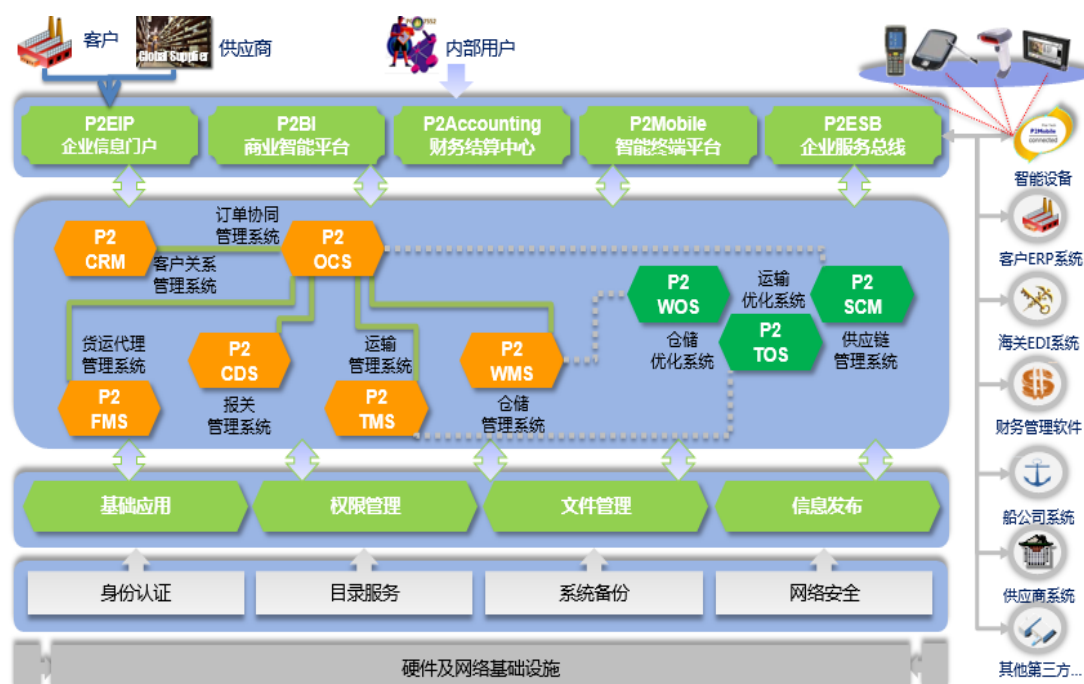 客户
Global Supplier
供应商
内部用户
P2EIP
企业信息门户
P2BI
商业智能平台
P2Accounting
财务结算中心
P2Mobile
智能终端平台
P2ESB
企业服务总线
P2Mobile
connected
智能设备
订单协同
管理系统
P2
CRM
P2
OCS
客户关系
管理系统
P2
WOS
运输
优化系统
P2
SCM
货运代理
管理系统
P2
CDS
运输
管理系统
P2
WMS
仓储
优化系统
P2
TOS
供应链
管理系统
P2
FMS
报关
管理系统
P2
TMS
仓储
管理系统
客户ERP系统
海关EDI系统
财务管理软件
船公司系统
供应商系统
其他第三方...
基础应用
权限管理
文件管理
信息发布
身份认证
目录服务
系统备份
网络安全
硬件及网络基础设施